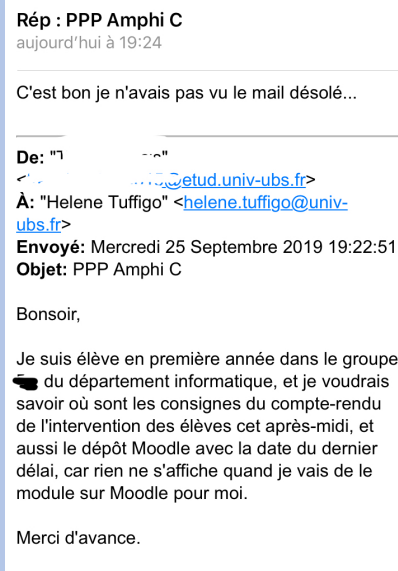 Rép : PPP Amphi C
aujourd'hui à 19:24
C'est bon je n'avais pas vu le mail désolé...
De:
@etud.univ-ubs.fr>
À: "Helene Tuffigo" <helene.tuffigo@univ-
ubs.fr>
Envoyé: Mercredi 25 Septembre 2019 19:22:51
Objet: PPP Amphi C
Bonsoir,
Je suis élève en première année dans le groupe
du département informatique, et je voudrais
savoir où sont les consignes du compte-rendu
de l'intervention des élèves cet après-midi, et
aussi le dépôt Moodle avec la date du dernier
délai, car rien ne s'affiche quand je vais de le
module sur Moodle pour moi.
Merci d'avance.